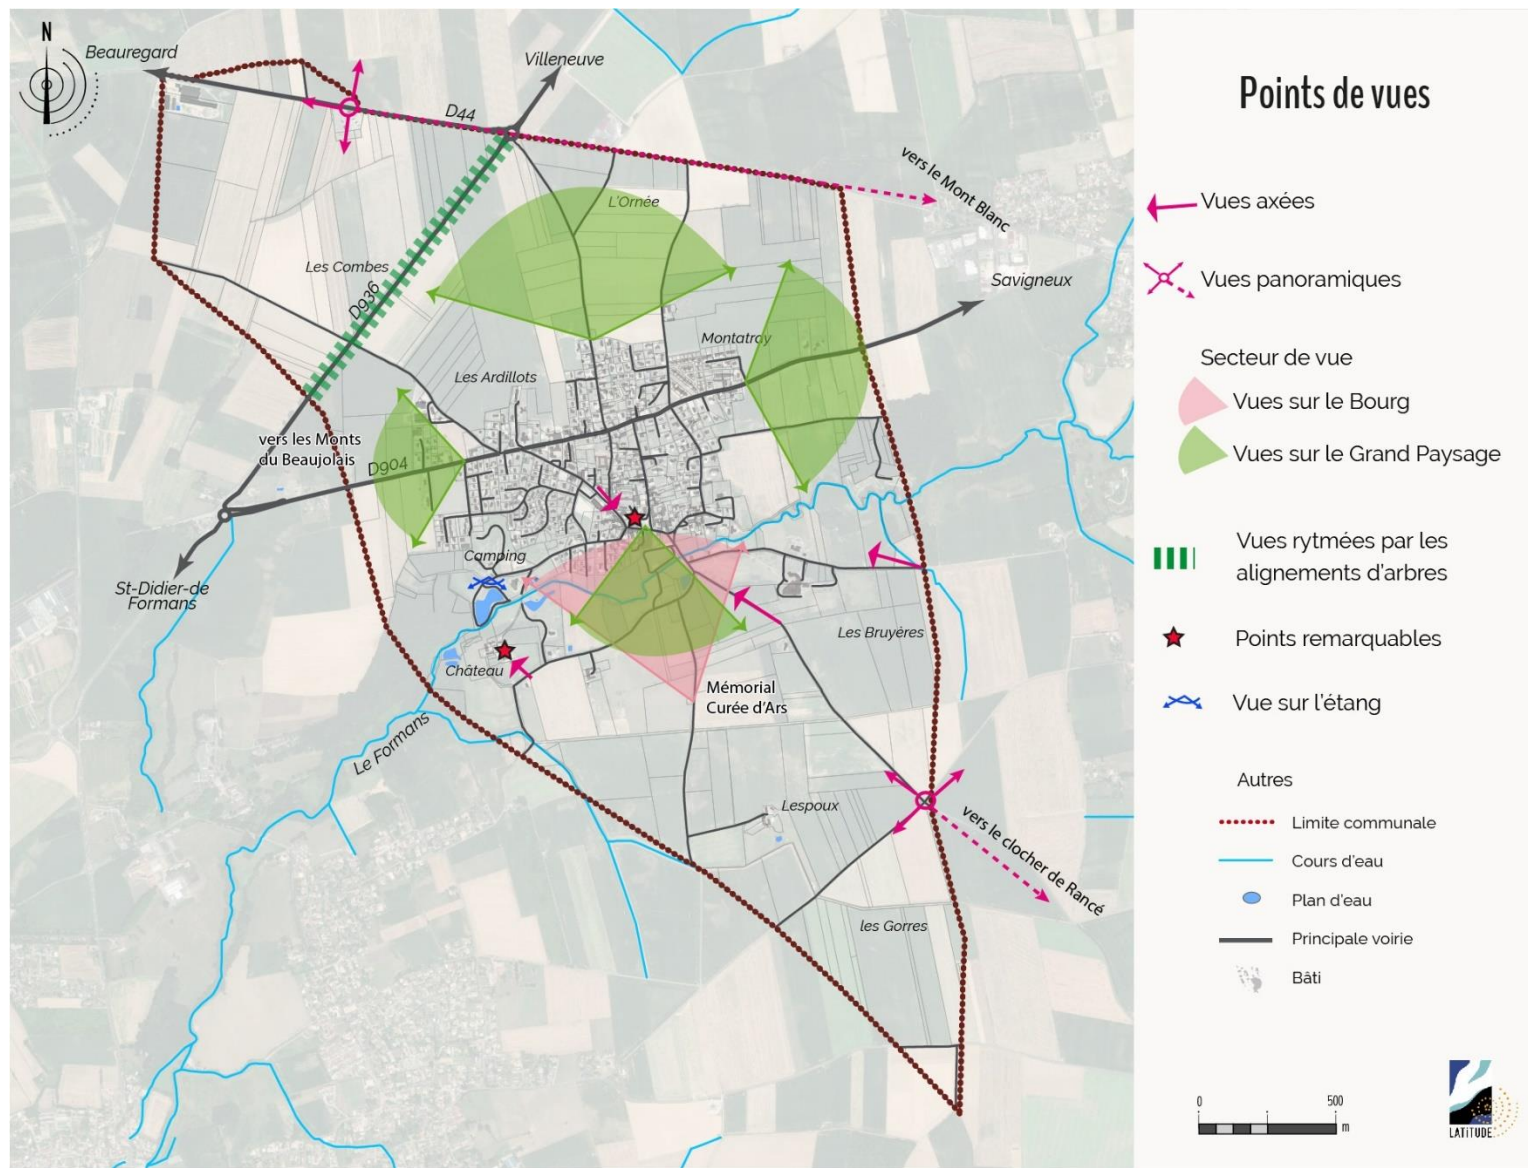 N
Beauregard
Villeneuve
D44
vers le Mont Blanc
L'Ornée
Les Combes
D936
Savigneux
Montatray
Les Ardillots
vers les Monts
du Beaujolais
D904
Camping
St-Didier-de
Formans
Les Bruyères
Château
Mémorial
Curée d'Ars
Le Formans
Lespoux
vers le clocher de Rancé
les Gorres
Points de vues
Vues axées
Vues panoramiques
Secteur de vue
Vues sur le Bourg
Vues sur le Grand Paysage
Vues rytmées par les
alignements d'arbres
Points remarquables
Vue sur l'étang
Autres
Limite communale
Cours d'eau
Plan d'eau
Principale voirie
Bâti
0 500
m
LATiTUDE